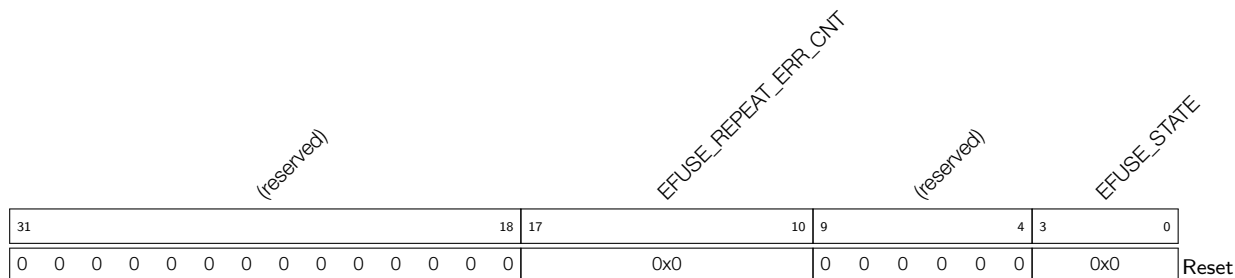 (reserved)
EFUSE_REPEAT_ERR_CNT
(reserved)
EFUSE_STATE
31 18 17 10 9 4 3 0
0 0 0 0 0 0 0 0 0 0 0 0 0 0 0x0 0 0 0 0 0 0 0x0 Reset